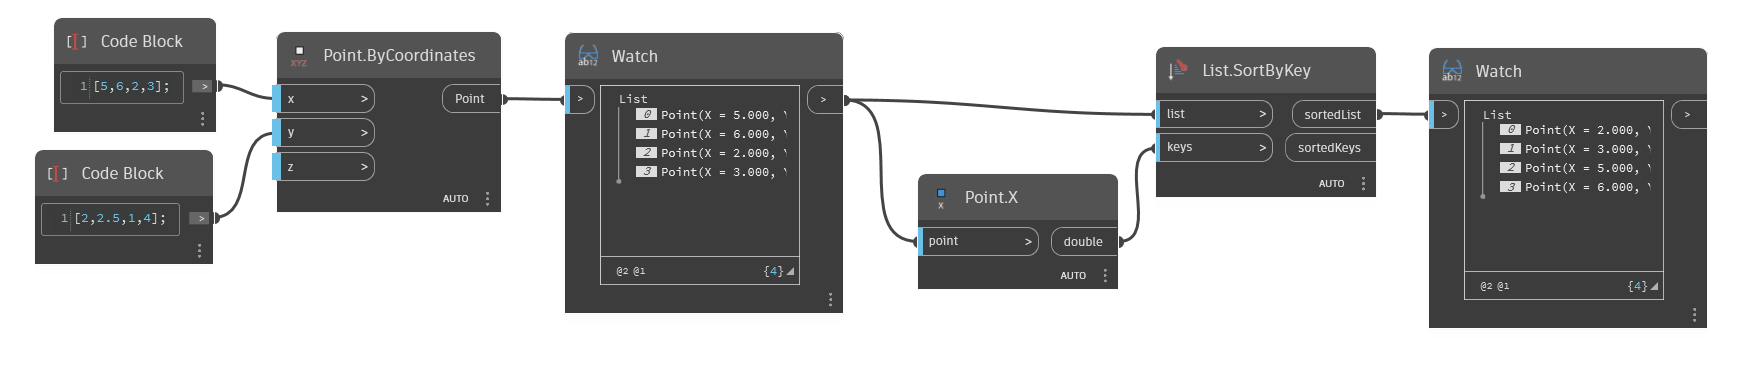 Code Block
1 [5,6,2,3]; >
Code Block
1 [2,2.5,1,4]; >
XYZ Point.ByCoordinates
x > Point
y >
z >
AUTO
ab12 Watch
> >
List
0 Point(X = 5.000, Y
1 Point(X = 6.000, Y
2 Point(X = 2.000, Y
3 Point(X = 3.000, Y
@2 @1 {4}
X Point.X
point > double
AUTO
List.SortByKey
list > sortedList
keys > sortedKeys
AUTO
ab12 Watch
> >
List
0 Point(X = 2.000, Y
1 Point(X = 3.000, Y
2 Point(X = 5.000, Y
3 Point(X = 6.000, Y
@2 @1 {4}